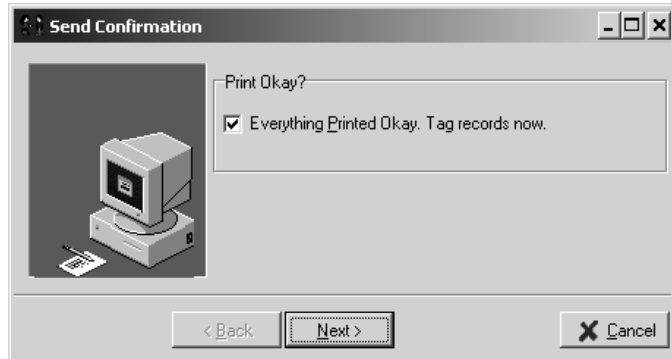 Send Confirmation
Print Okay?
Everything Printed Okay. Tag records now.
< Back
Next >
Cancel